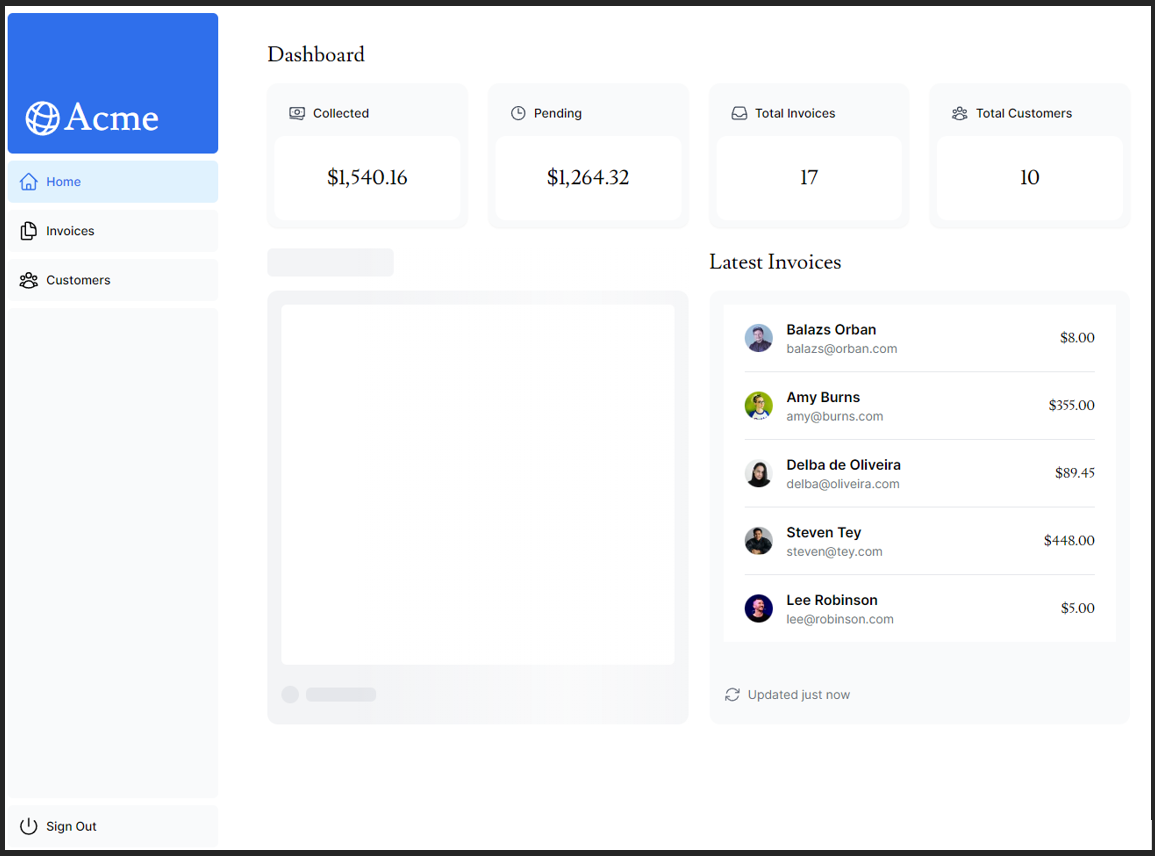 Acme
Home
Invoices
Customers
Sign Out
Dashboard
Collected
$1,540.16
Pending
$1,264.32
Total Invoices
17
Total Customers
10
Latest Invoices
Balazs Orban
balazs@orban.com
$8.00
Amy Burns
amy@burns.com
$355.00
Delba de Oliveira
delba@oliveira.com
$89.45
Steven Tey
steven@tey.com
$448.00
Lee Robinson
lee@robinson.com
$5.00
Updated just now